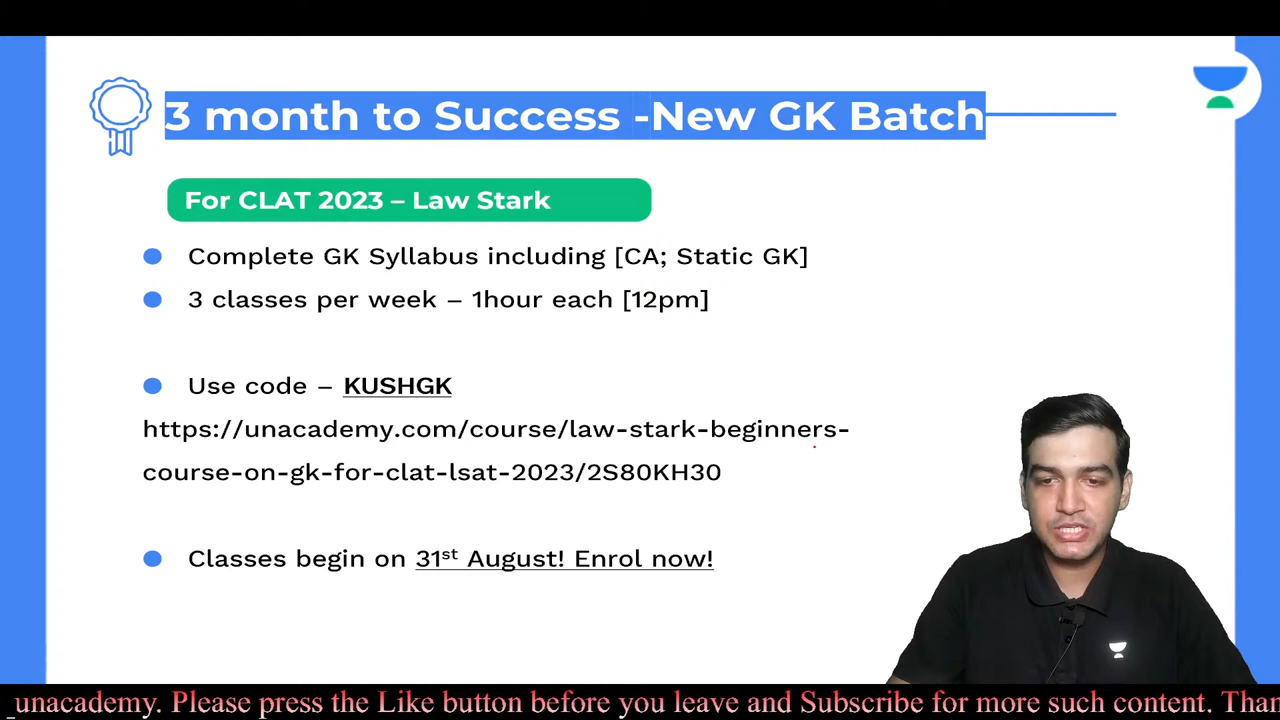 3 month to Success -New GK Batch
For CLAT 2023 – Law Stark
Complete GK Syllabus including [CA; Static GK]
3 classes per week – 1hour each [12pm]
Use code – KUSHGK
https://unacademy.com/course/law-stark-beginners-
course-on-gk-for-clat-lsat-2023/2S80KH30
Classes begin on 31st August! Enrol now!
_unacademy. Please press the Like button before you leave and Subscribe for more such content. Than